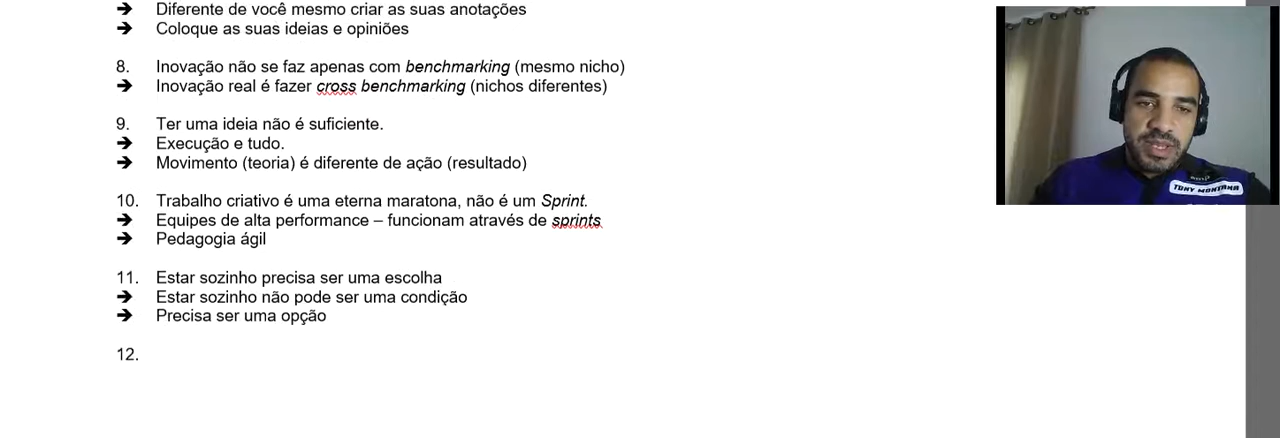 ➔ Diferente de você mesmo criar as suas anotações
➔ Coloque as suas ideias e opiniões
8. Inovação não se faz apenas com benchmarking (mesmo nicho)
➔ Inovação real é fazer cross benchmarking (nichos diferentes)
9. Ter uma ideia não é suficiente.
➔ Execução e tudo.
➔ Movimento (teoria) é diferente de ação (resultado)
10. Trabalho criativo é uma eterna maratona, não é um Sprint.
➔ Equipes de alta performance – funcionam através de sprints
➔ Pedagogia ágil
11. Estar sozinho precisa ser uma escolha
➔ Estar sozinho não pode ser uma condição
➔ Precisa ser uma opção
12.
TONY MONTANA